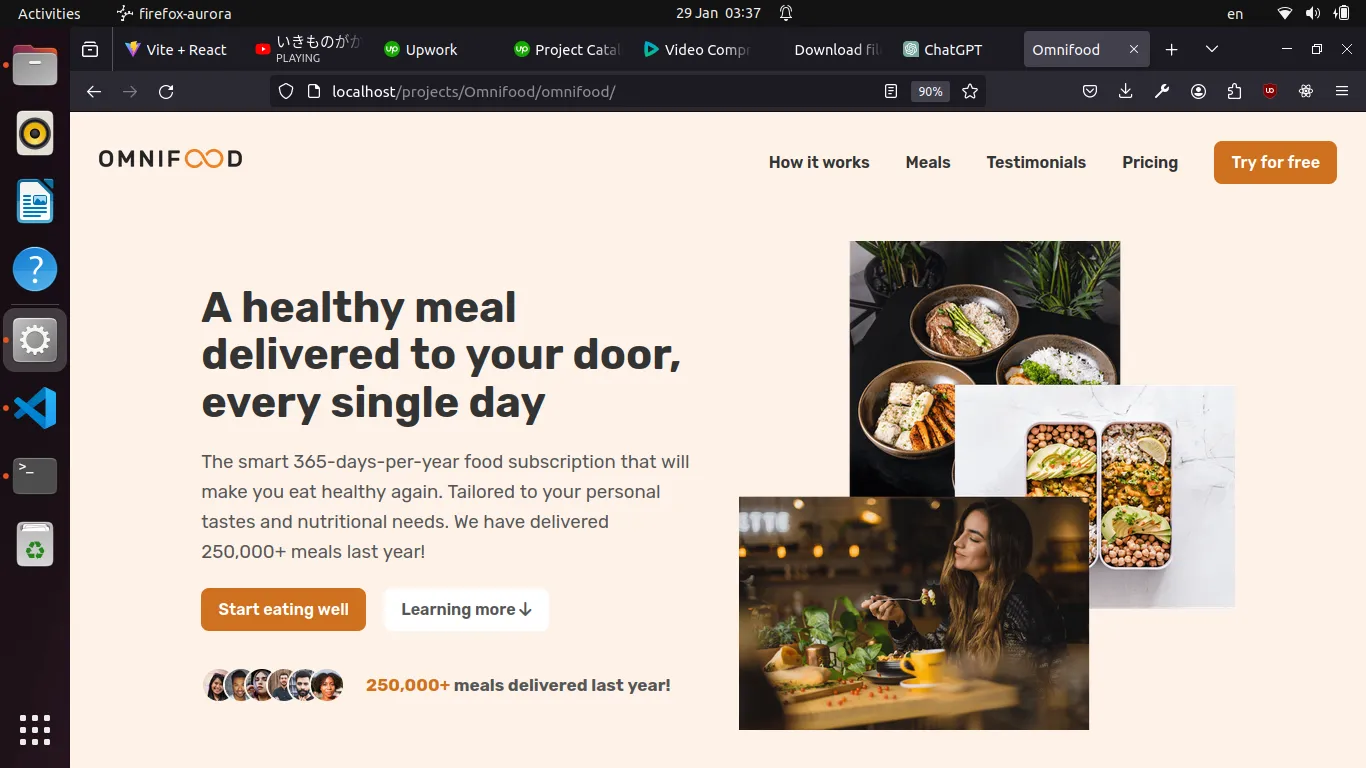 Activities
firefox-aurora
29 Jan 03:37
en
Vite + React
いきものがか
PLAYING
Upwork
Project Catal
Video Compr
Download file
ChatGPT
Omnifood
localhost/projects/Omnifood/omnifood/
90%
OMNIFOOD
How it works
Meals
Testimonials
Pricing
Try for free
A healthy meal
delivered to your door,
every single day
The smart 365-days-per-year food subscription that will
make you eat healthy again. Tailored to your personal
tastes and nutritional needs. We have delivered
250,000+ meals last year!
Start eating well
Learning more ↓
250,000+ meals delivered last year!